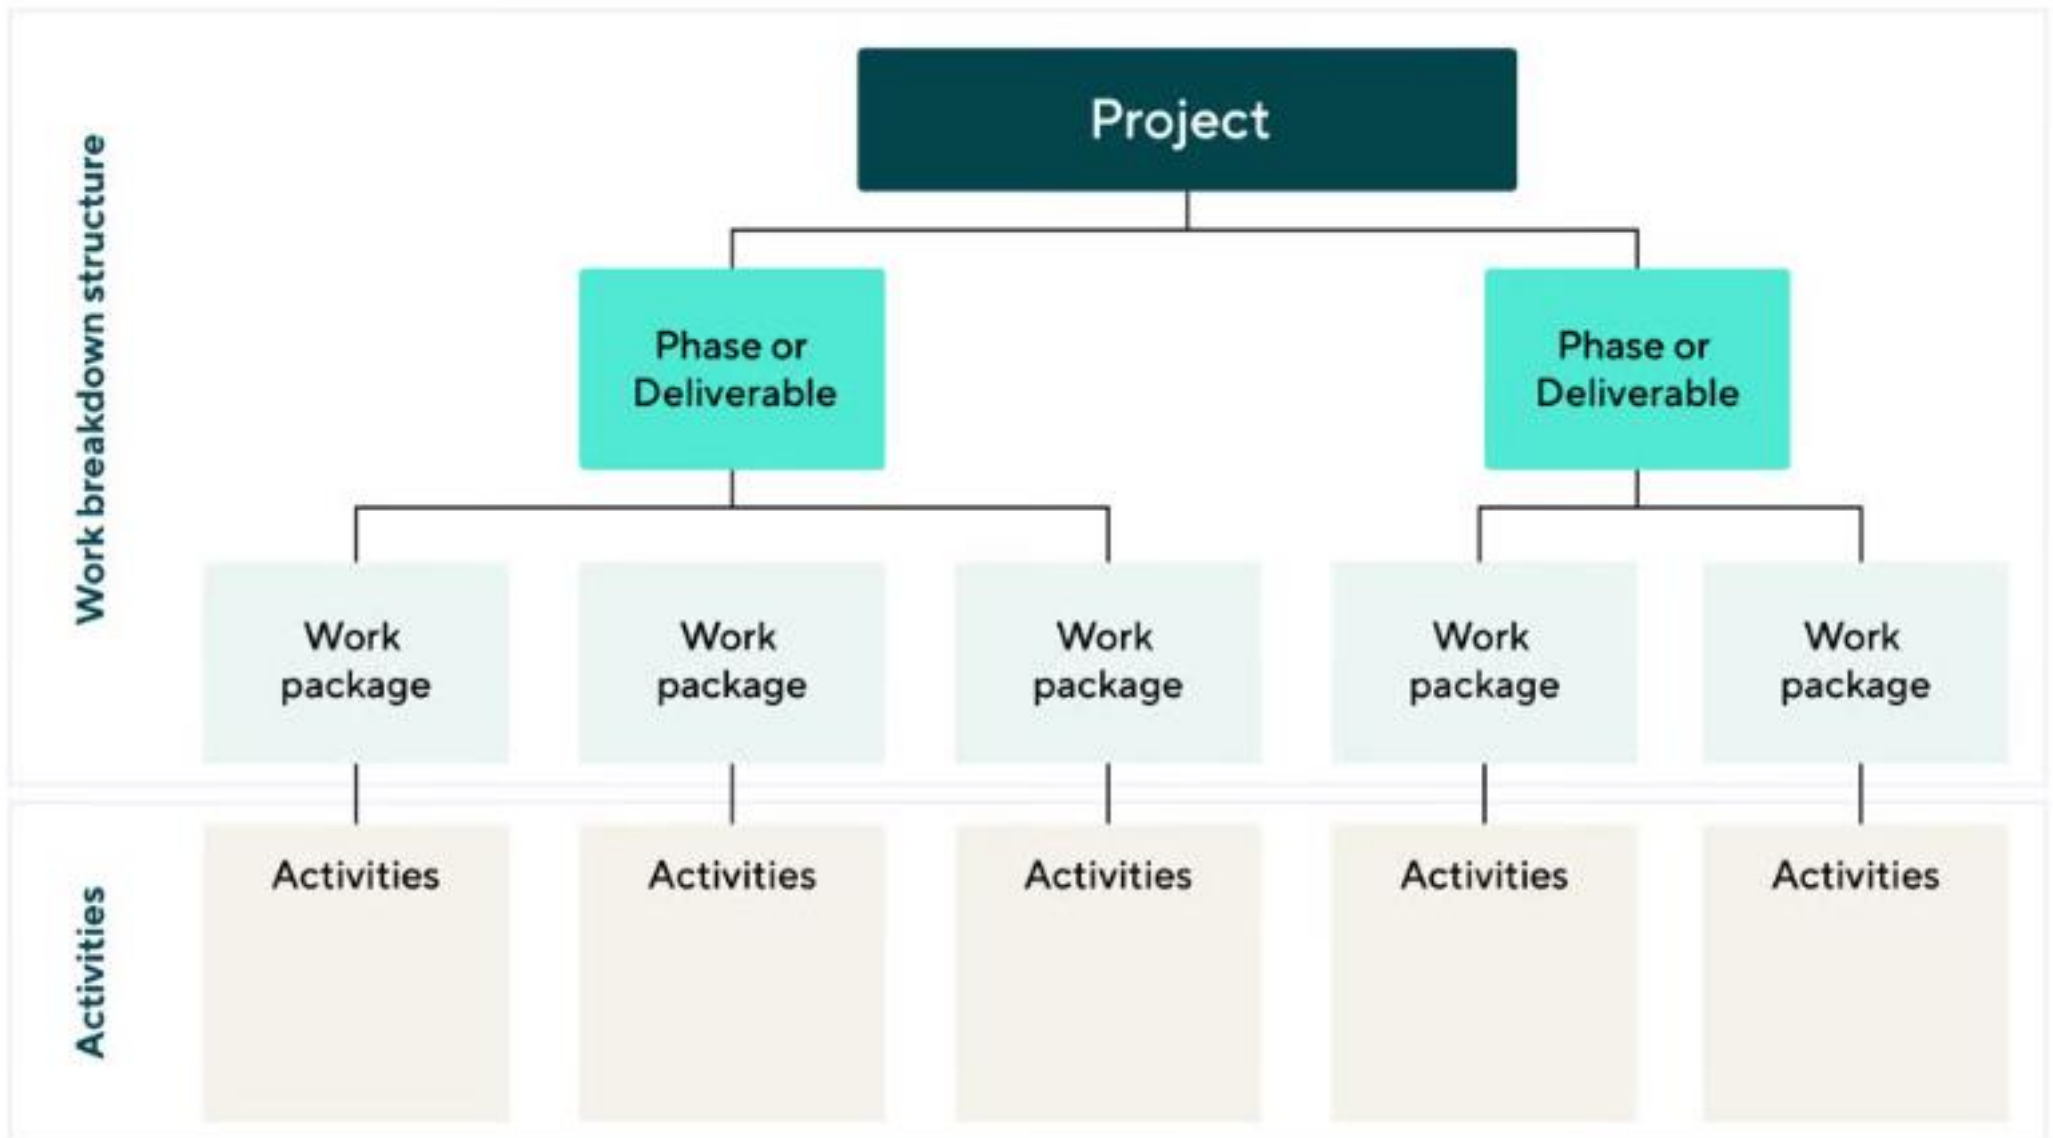 Work breakdown structure
Project
Phase or
Deliverable
Phase or
Deliverable
Work
package
Work
package
Work
package
Work
package
Work
package
Activities
Activities
Activities
Activities
Activities
Activities